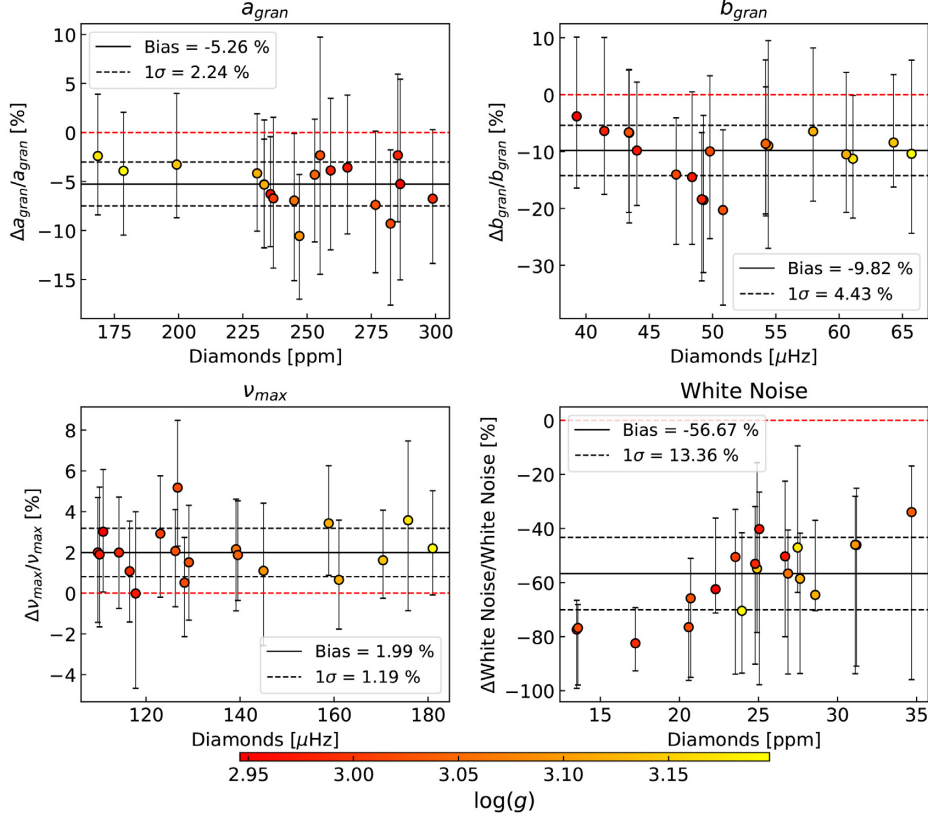 a_gran
Δa_gran/a_gran [%]
10
5
0
−5
−10
−15
Bias = -5.26 %
1σ = 2.24 %
175
200
225
250
275
300
Diamonds [ppm]
b_gran
Δb_gran/b_gran [%]
10
0
−10
−20
−30
Bias = -9.82 %
1σ = 4.43 %
40
45
50
55
60
65
Diamonds [μHz]
ν_max
Δν_max/ν_max [%]
8
6
4
2
0
−2
−4
Bias = 1.99 %
1σ = 1.19 %
120
140
160
180
Diamonds [μHz]
White Noise
ΔWhite Noise/White Noise [%]
0
−20
−40
−60
−80
−100
Bias = -56.67 %
1σ = 13.36 %
15
20
25
30
35
Diamonds [ppm]
2.95
3.00
3.05
3.10
3.15
log(g)